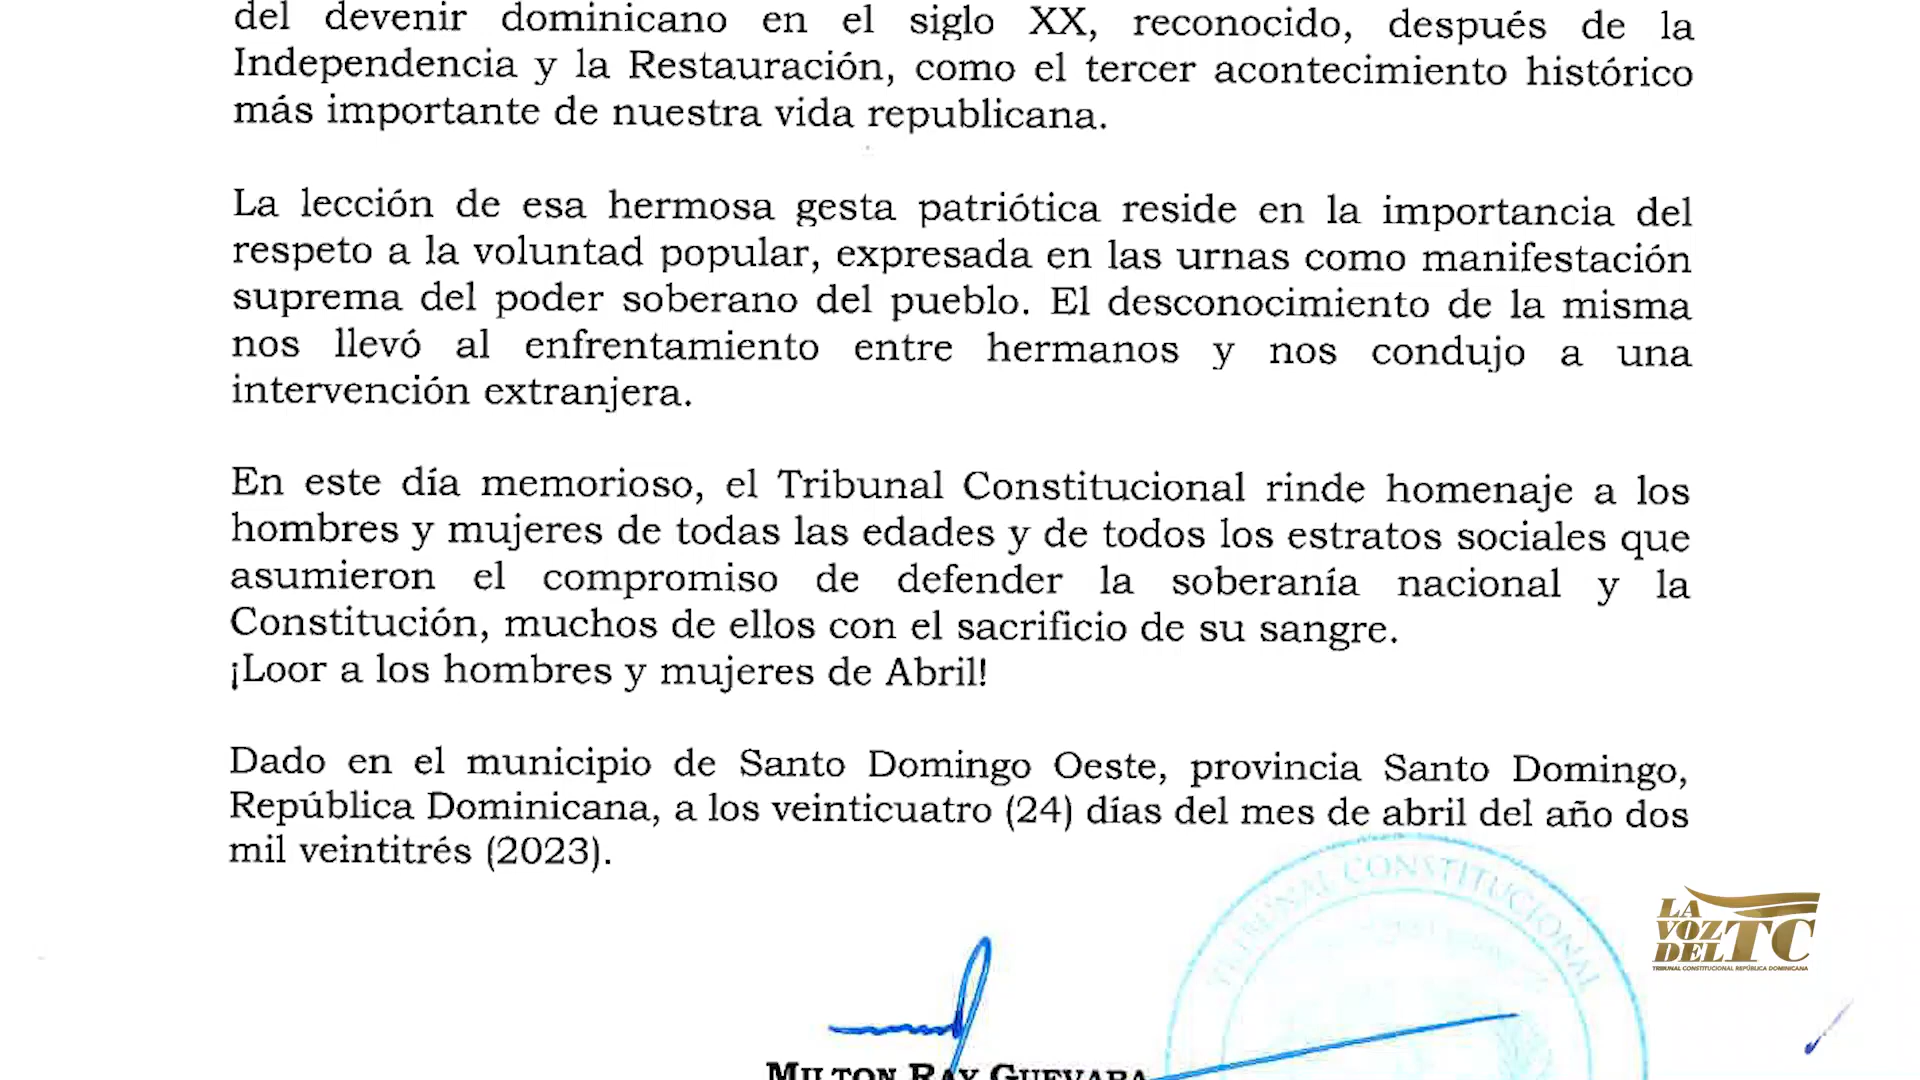 del devenir dominicano en el siglo XX, reconocido, después de la
Independencia y la Restauración, como el tercer acontecimiento histórico
más importante de nuestra vida republicana.
La lección de esa hermosa gesta patriótica reside en la importancia del
respeto a la voluntad popular, expresada en las urnas como manifestación
suprema del poder soberano del pueblo. El desconocimiento de la misma
nos llevó al enfrentamiento entre hermanos y nos condujo a una
intervención extranjera.
En este día memorioso, el Tribunal Constitucional rinde homenaje a los
hombres y mujeres de todas las edades y de todos los estratos sociales que
asumieron el compromiso de defender la soberanía nacional y la
Constitución, muchos de ellos con el sacrificio de su sangre.
¡Loor a los hombres y mujeres de Abril!
Dado en el municipio de Santo Domingo Oeste, provincia Santo Domingo,
República Dominicana, a los veinticuatro (24) días del mes de abril del año dos
mil veintitrés (2023).
TRIBUNAL CONSTITUCIONAL
LA
VOZ
DEL TC
TRIBUNAL CONSTITUCIONAL REPÚBLICA DOMINICANA
MILTON RAY GUEVARA